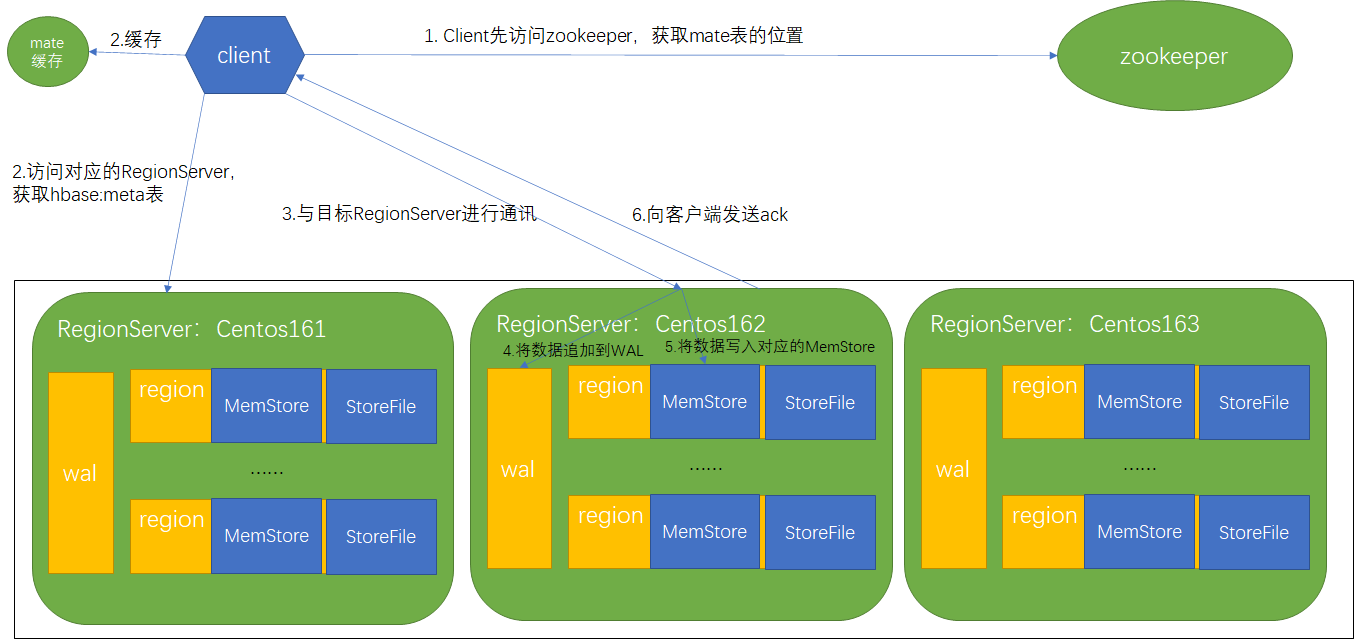 mate
缓存
2.缓存
client
1. Client先访问zookeeper，获取mate表的位置
zookeeper
2.访问对应的RegionServer，
获取hbase:meta表
3.与目标RegionServer进行通讯
6.向客户端发送ack
RegionServer： Centos161
wal
region
MemStore
StoreFile
……
region
MemStore
StoreFile
RegionServer： Centos162
4.将数据追加到WAL
5.将数据写入对应的MemStore
wal
region
MemStore
StoreFile
……
region
MemStore
StoreFile
RegionServer： Centos163
wal
region
MemStore
StoreFile
……
region
MemStore
StoreFile